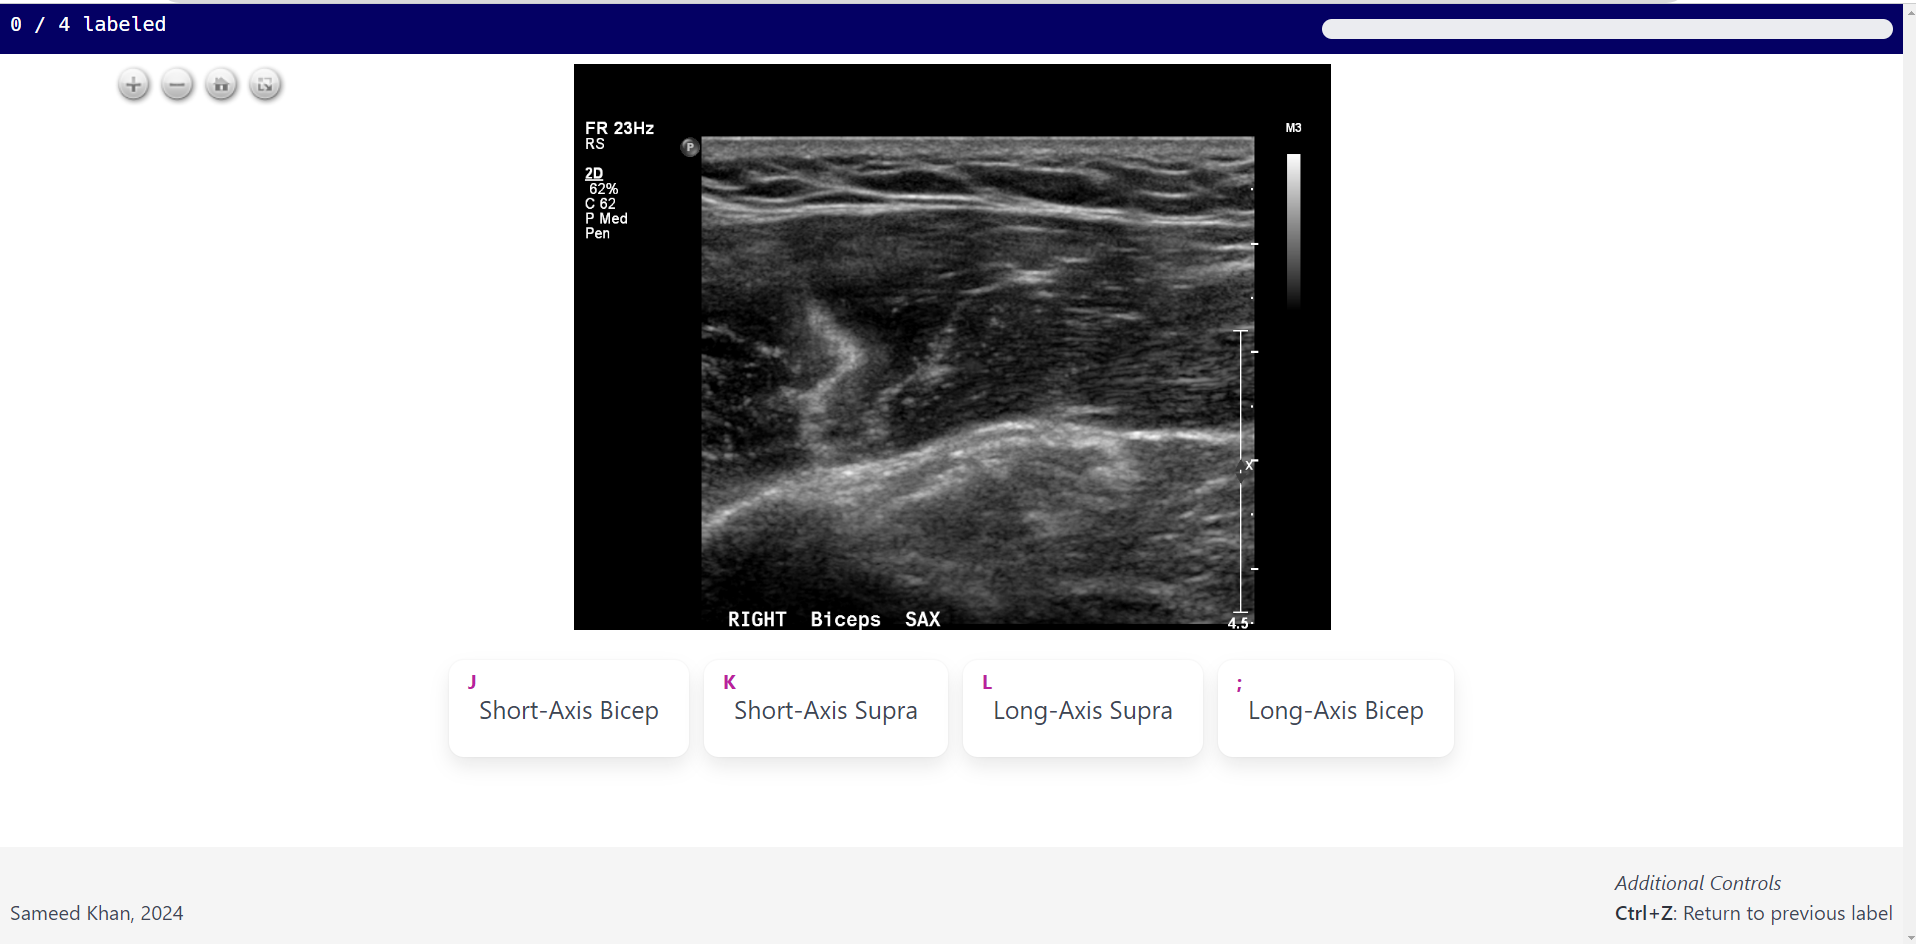 0 / 4 labeled
FR 23Hz
RS
P
M3
2D
62%
C 62
P Med
Pen
X
RIGHT Biceps SAX
4.5
J
Short-Axis Bicep
K
Short-Axis Supra
L
Long-Axis Supra
;
Long-Axis Bicep
Additional Controls
Sameed Khan, 2024
Ctrl+Z: Return to previous label